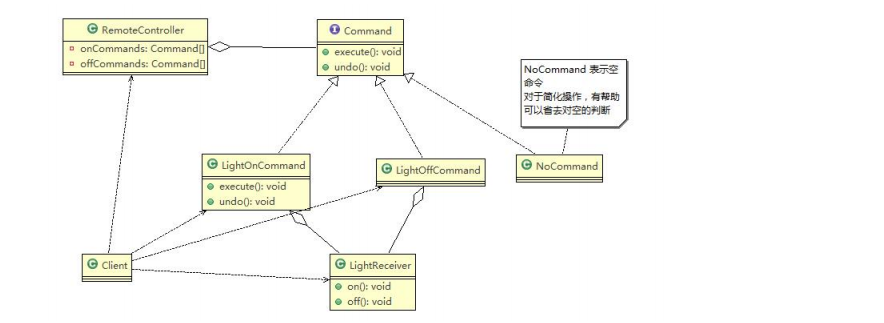 RemoteController
onCommands: Command[]
offCommands: Command[]
Command
execute(): void
undo(): void
NoCommand 表示空
命令
对于简化操作，有帮助
可以省去对空的判断
LightOnCommand
execute(): void
undo(): void
LightOffCommand
NoCommand
Client
LightReceiver
on(): void
off(): void